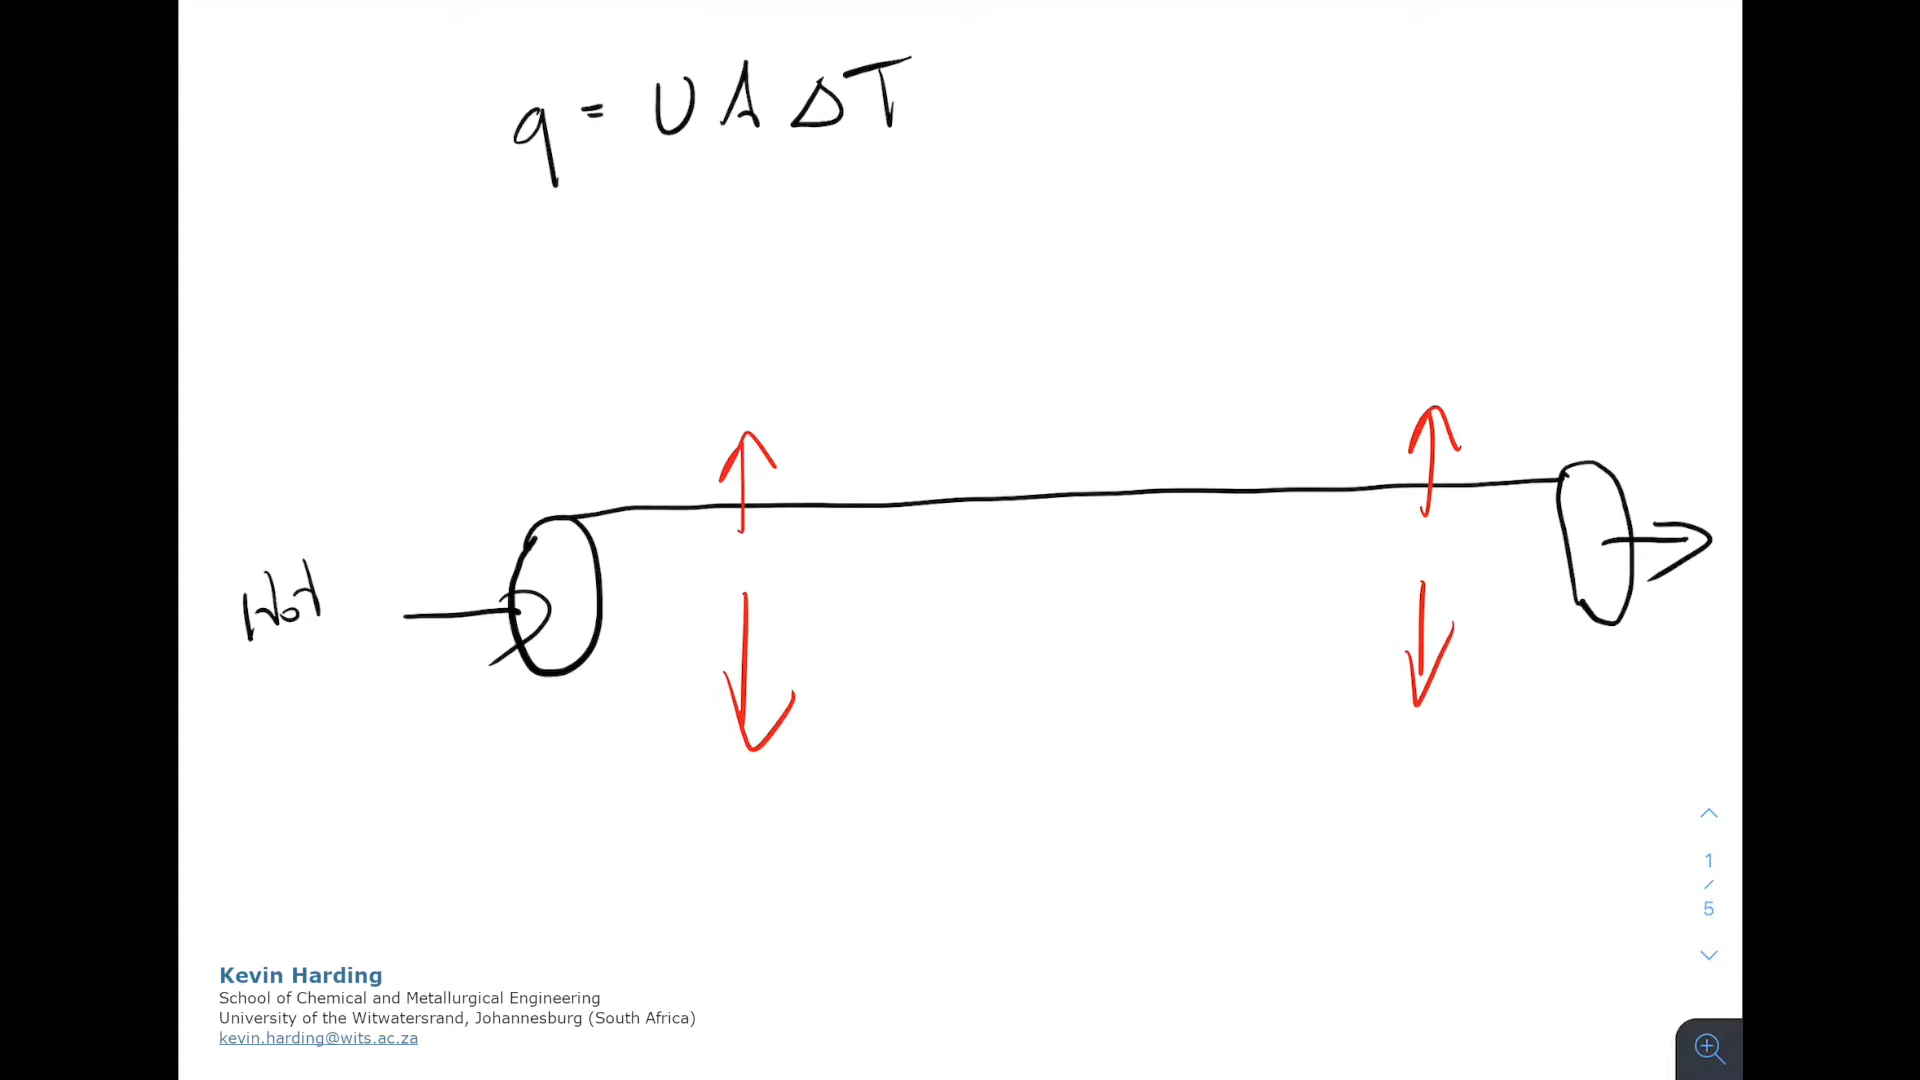 q = U A ΔT
Hot
1
/
5
Kevin Harding
School of Chemical and Metallurgical Engineering
University of the Witwatersrand, Johannesburg (South Africa)
kevin.harding@wits.ac.za